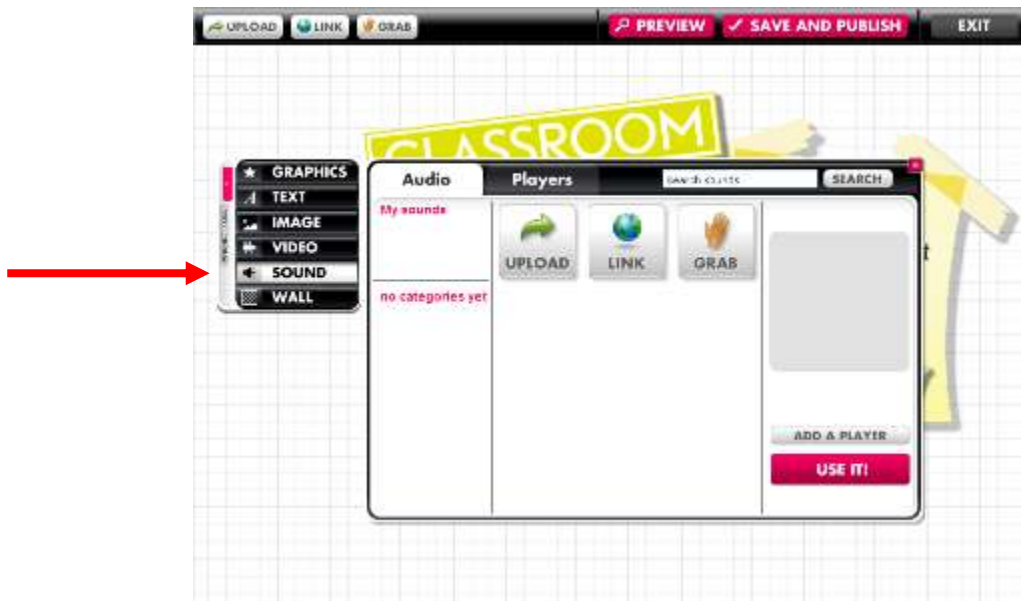 UPLOAD LINK GRAB PREVIEW SAVE AND PUBLISH EXIT
CLASSROOM
GRAPHICS
TEXT
IMAGE
VIDEO
SOUND
WALL
Audio Players search sounds SEARCH
My sounds
UPLOAD LINK GRAB
no categories yet
ADD A PLAYER
USE IT!